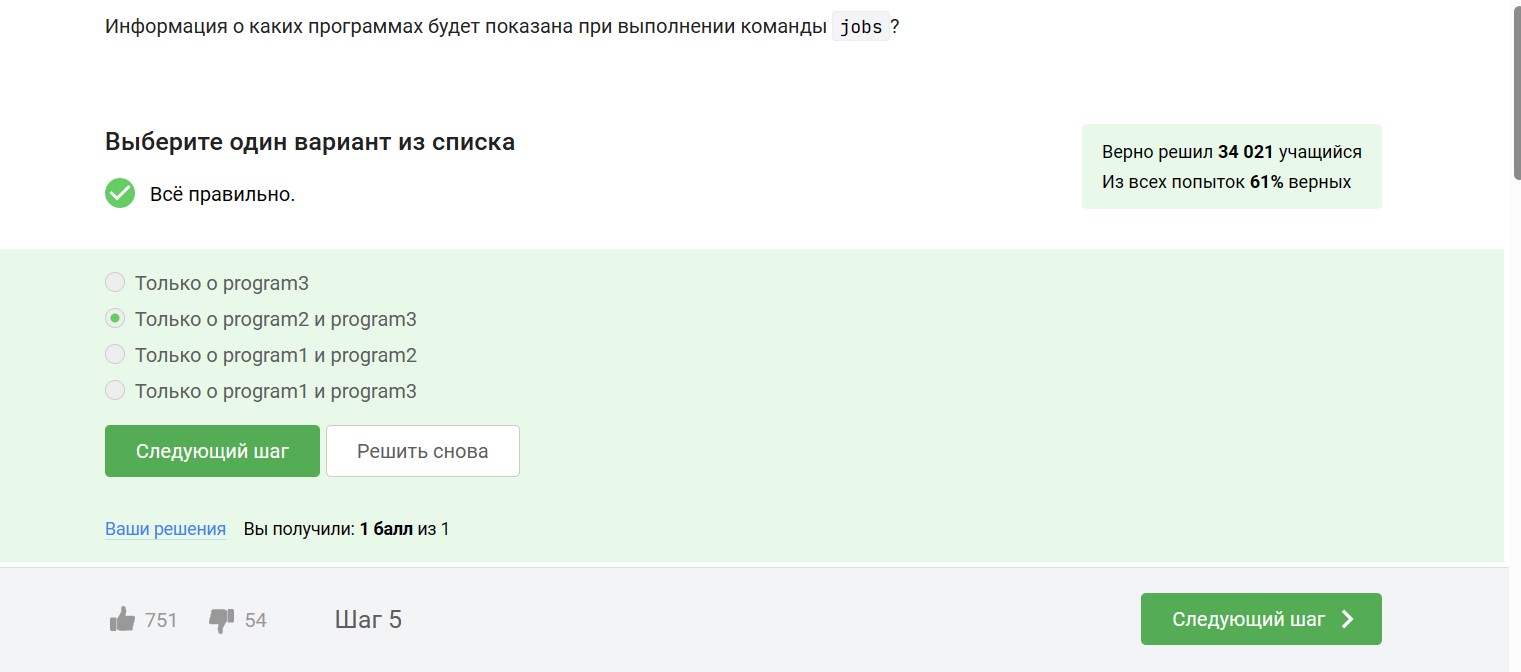 Информация о каких программах будет показана при выполнении команды jobs?
Выберите один вариант из списка
Всё правильно.
Верно решил 34 021 учащийся
Из всех попыток 61% верных
Только о program3
Только о program2 и program3
Только о program1 и program2
Только о program1 и program3
Следующий шаг
Решить снова
Ваши решения Вы получили: 1 балл из 1
751 54 Шаг 5 Следующий шаг